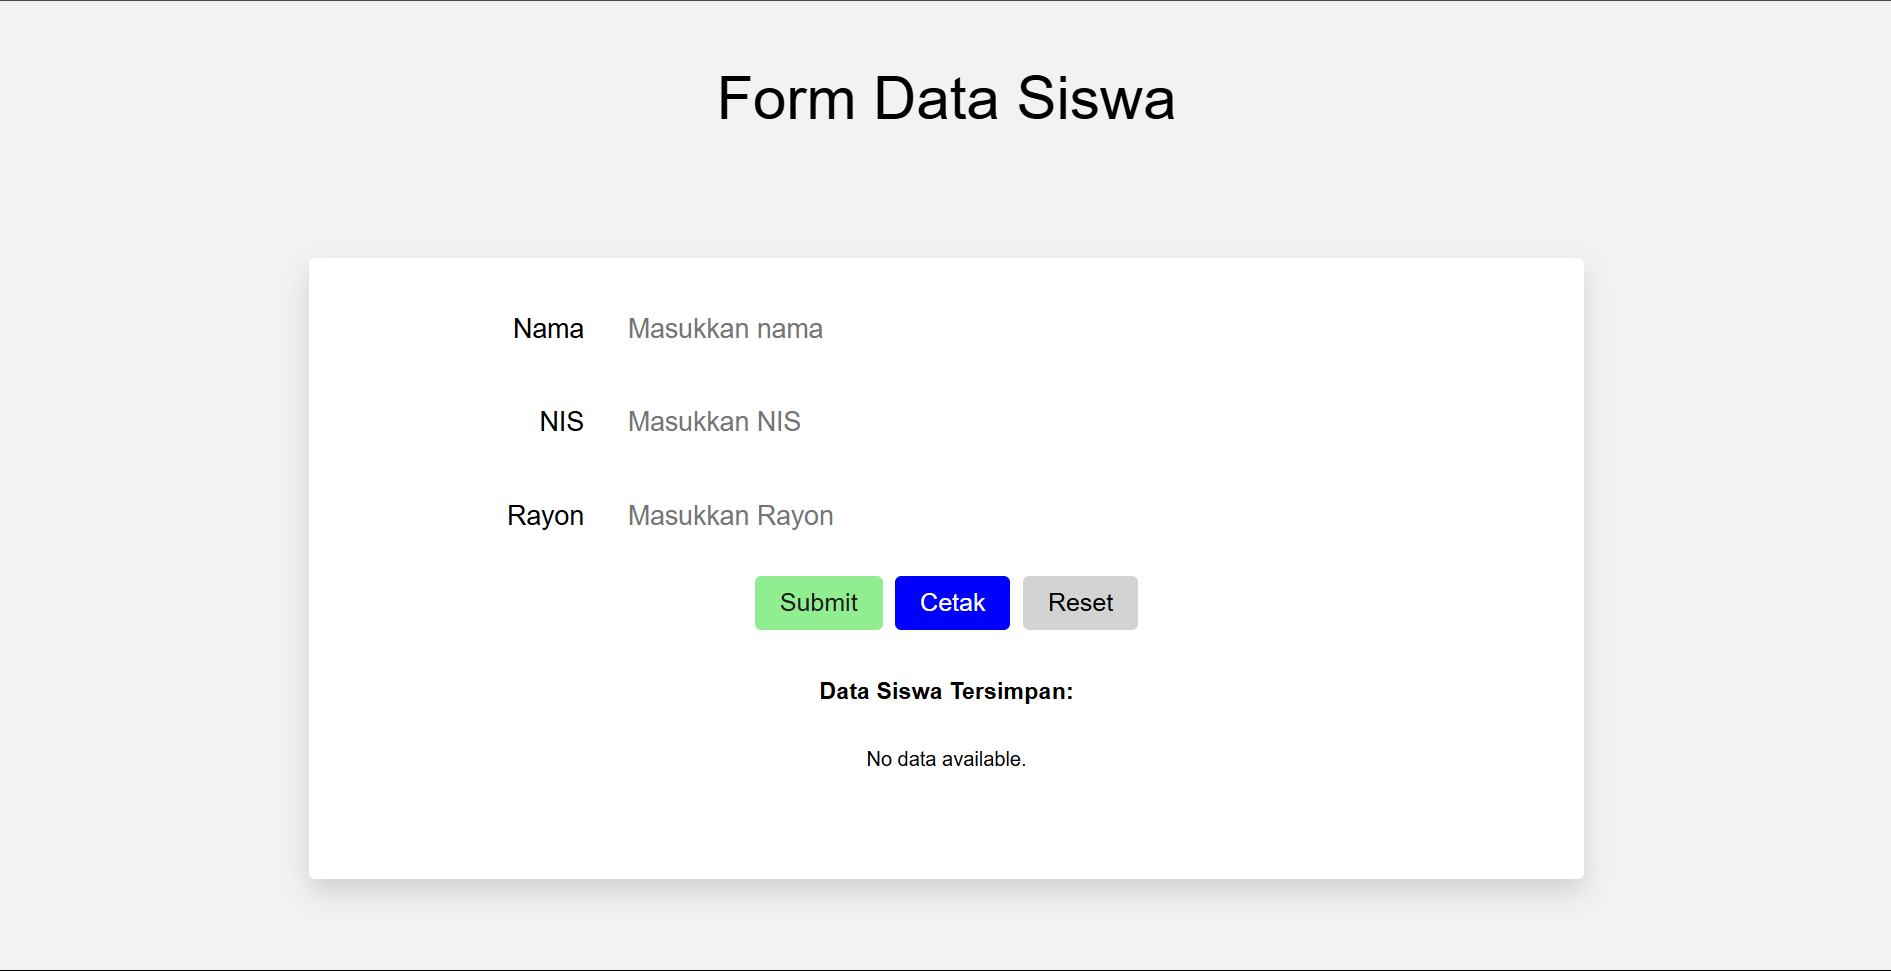 Form Data Siswa
Nama Masukkan nama
NIS Masukkan NIS
Rayon Masukkan Rayon
Submit Cetak Reset
Data Siswa Tersimpan:
No data available.